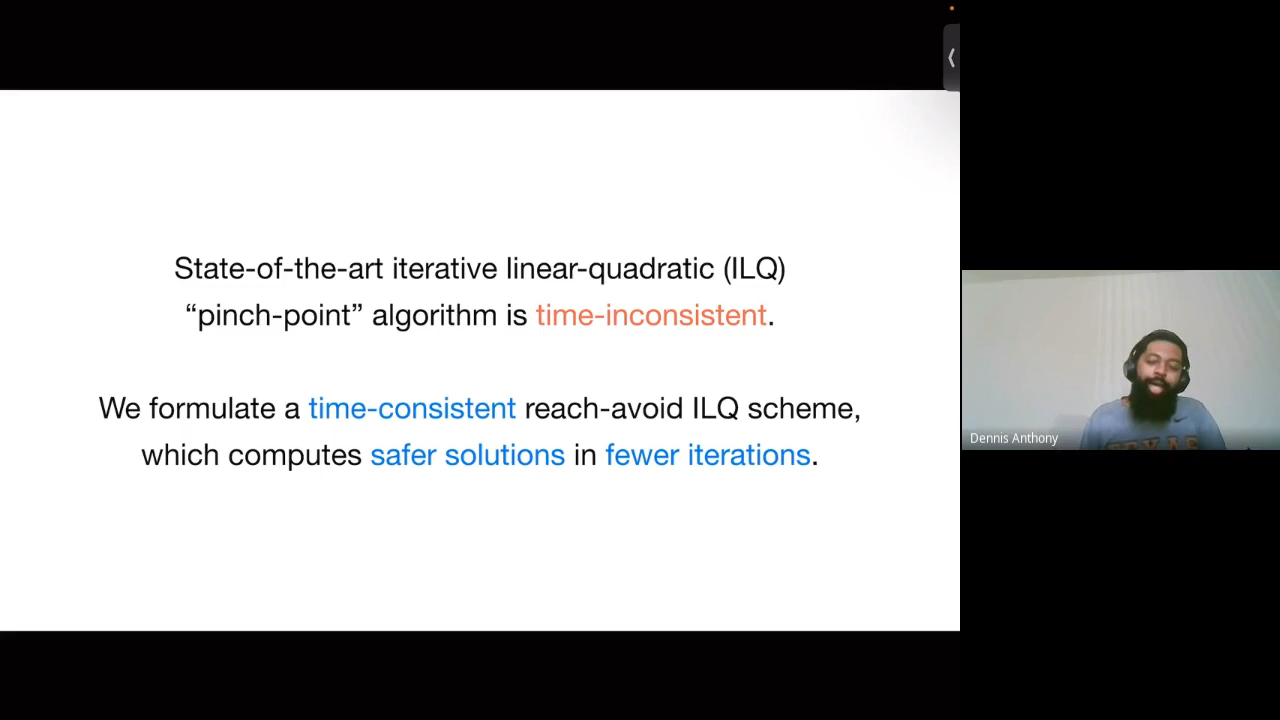 State-of-the-art iterative linear-quadratic (ILQ)
“pinch-point” algorithm is time-inconsistent.
We formulate a time-consistent reach-avoid ILQ scheme,
which computes safer solutions in fewer iterations.
Dennis Anthony
TEXAS